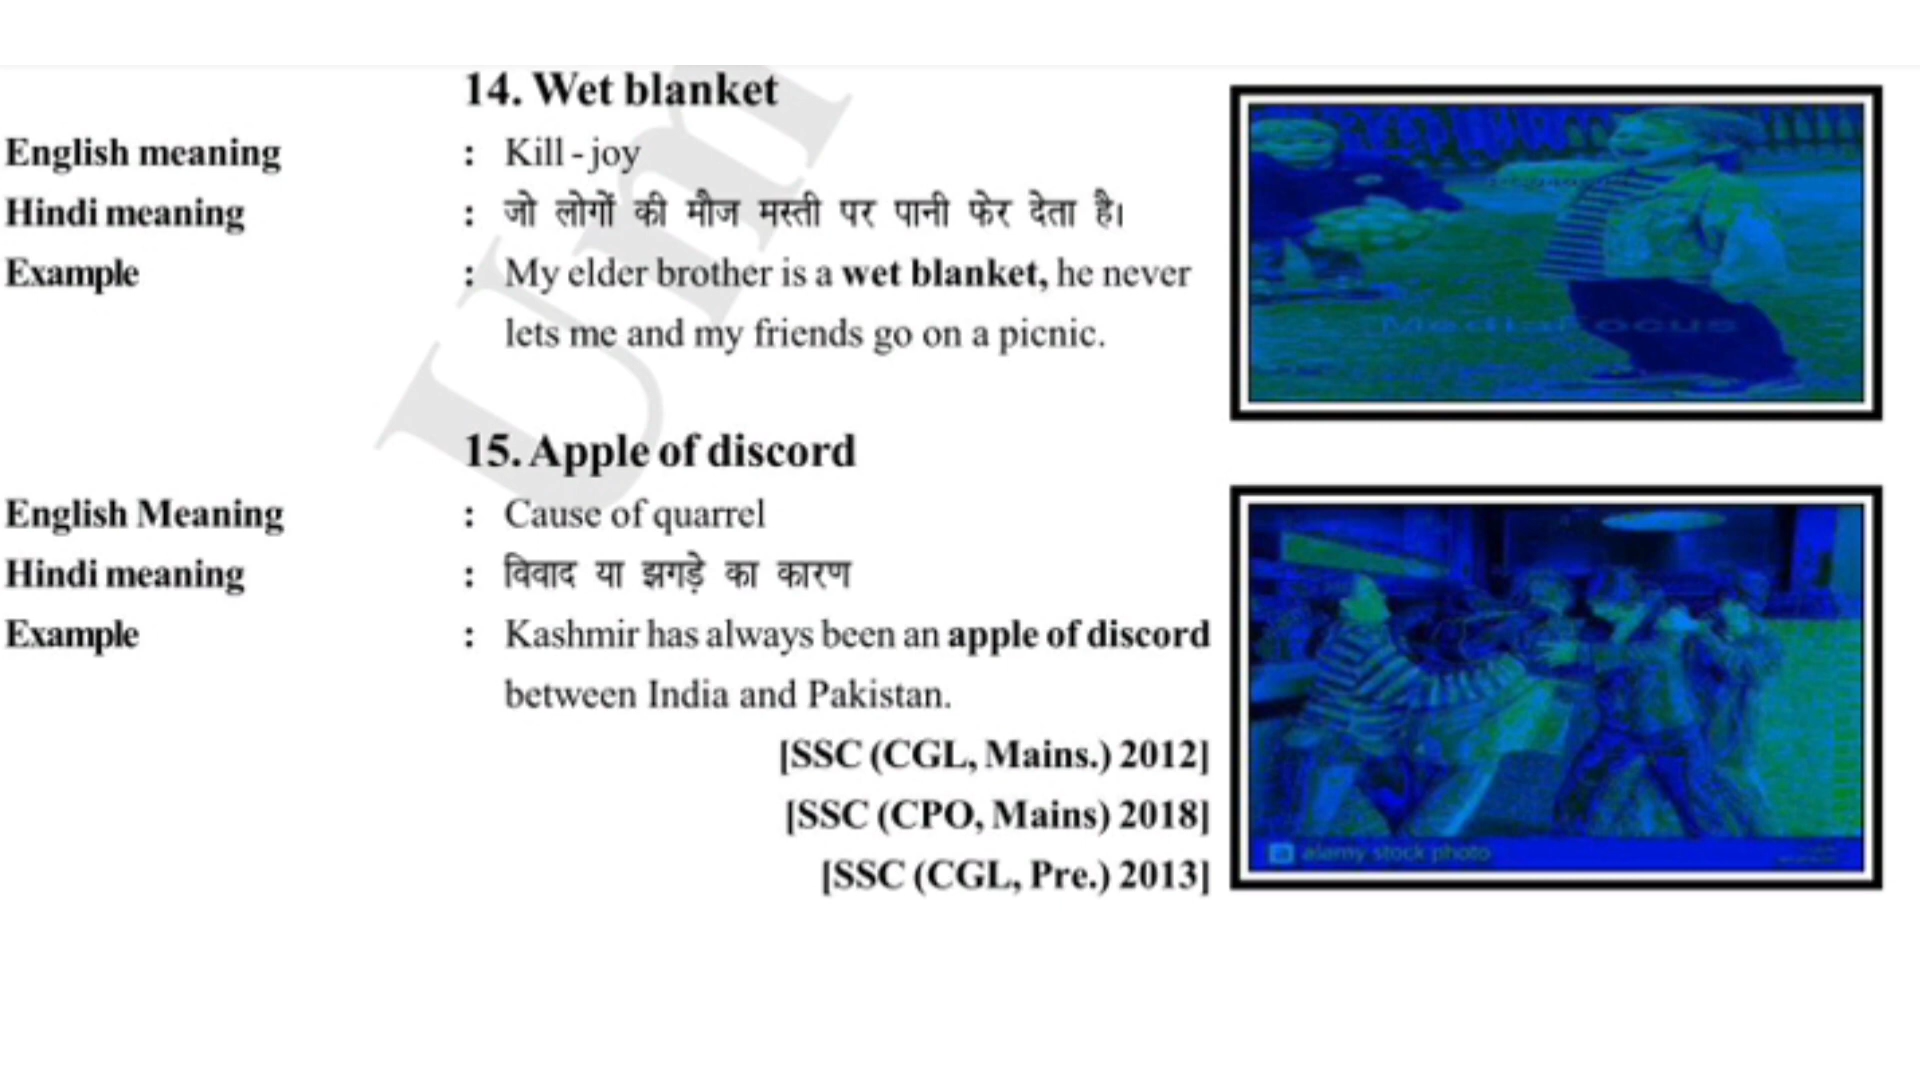 14. Wet blanket
English meaning : Kill-joy
Hindi meaning : जो लोगों की मौज मस्ती पर पानी फेर देता है।
Example : My elder brother is a wet blanket, he never
lets me and my friends go on a picnic.
MediaFocus
15. Apple of discord
English Meaning : Cause of quarrel
Hindi meaning : विवाद या झगड़े का कारण
Example : Kashmir has always been an apple of discord
between India and Pakistan.
[SSC (CGL, Mains.) 2012]
[SSC (CPO, Mains) 2018]
[SSC (CGL, Pre.) 2013]
alamy stock photo
Um